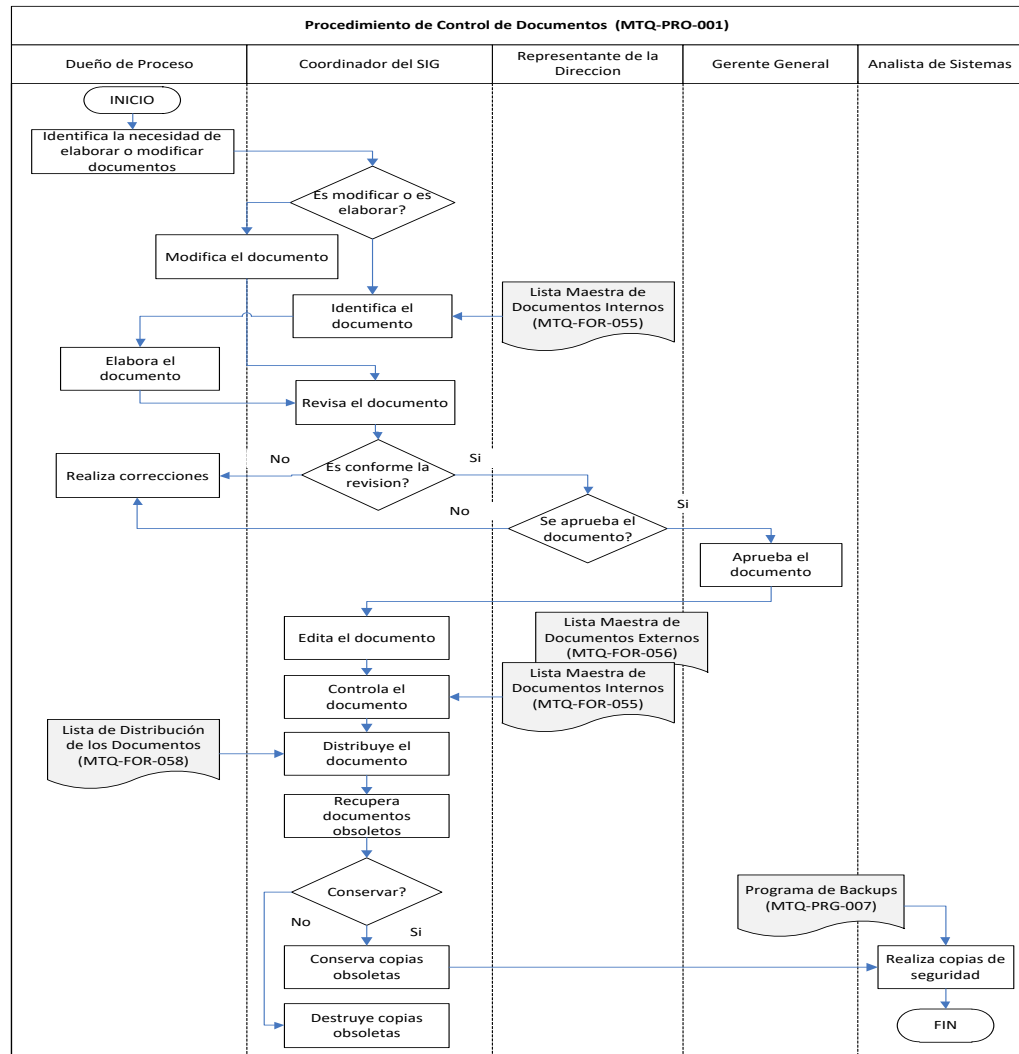 Procedimiento de Control de Documentos (MTQ-PRO-001)
Dueño de Proceso
Coordinador del SIG
Representante de la
Direccion
Gerente General
Analista de Sistemas
INICIO
Identifica la necesidad de
elaborar o modificar
documentos
Es modificar o es
elaborar?
Modifica el documento
Identifica el
documento
Lista Maestra de
Documentos Internos
(MTQ-FOR-055)
Elabora el
documento
Revisa el documento
Es conforme la
revision?
No
Si
Realiza correcciones
Se aprueba el
documento?
No
Si
Aprueba el
documento
Edita el documento
Lista Maestra de
Documentos Externos
(MTQ-FOR-056)
Controla el
documento
Lista Maestra de
Documentos Internos
(MTQ-FOR-055)
Lista de Distribución
de los Documentos
(MTQ-FOR-058)
Distribuye el
documento
Recupera
documentos
obsoletos
Conservar?
No
Si
Programa de Backups
(MTQ-PRG-007)
Conserva copias
obsoletas
Realiza copias de
seguridad
Destruye copias
obsoletas
FIN